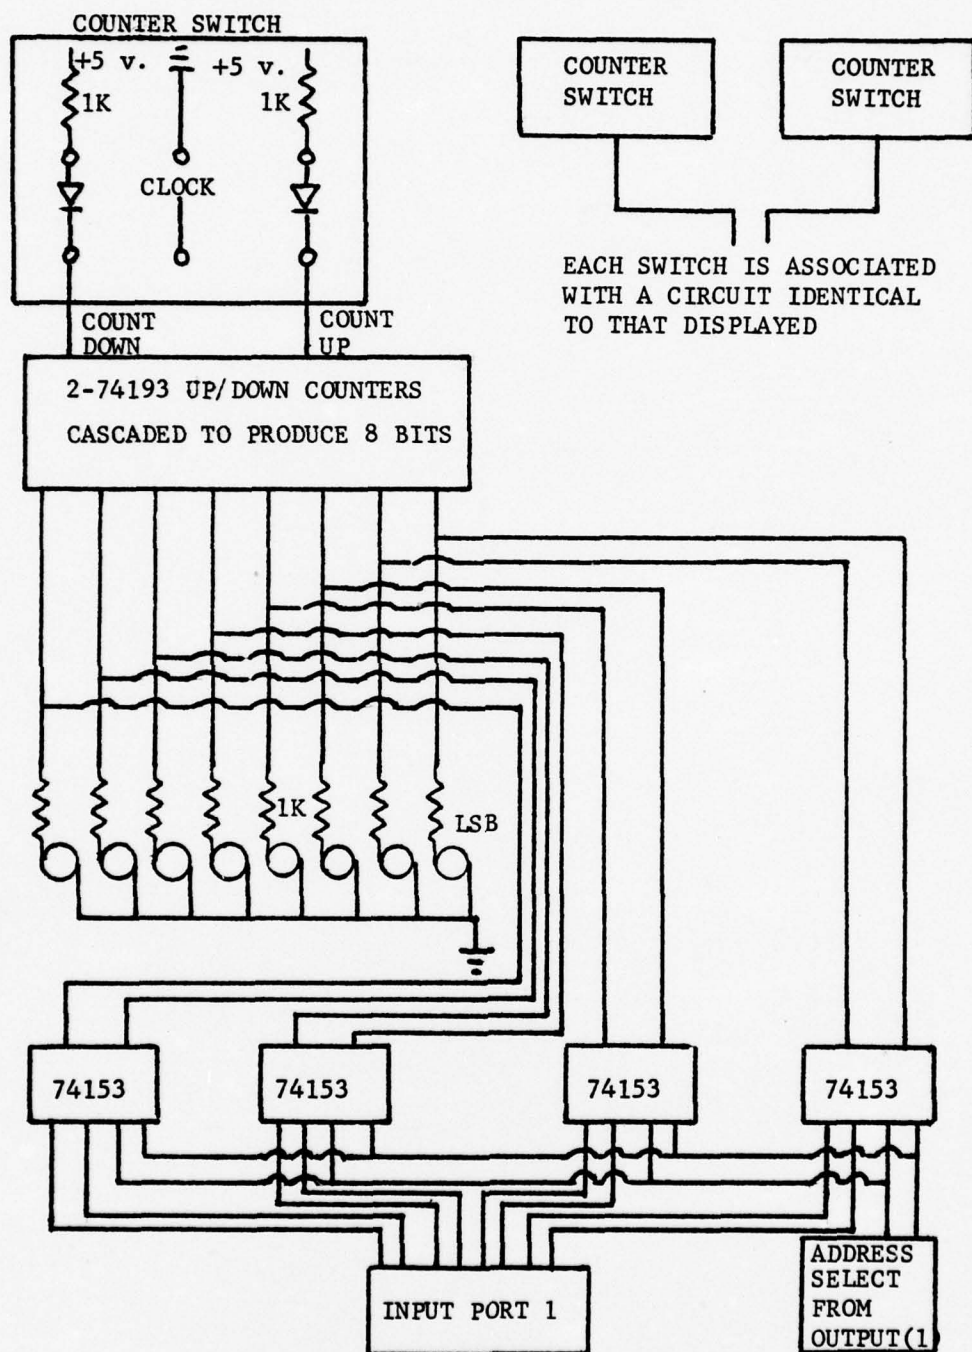 COUNTER SWITCH
+5 v.
+5 v.
1K
1K
CLOCK
COUNTER
SWITCH
COUNTER
SWITCH
EACH SWITCH IS ASSOCIATED
WITH A CIRCUIT IDENTICAL
TO THAT DISPLAYED
COUNT
DOWN
COUNT
UP
2-74193 UP/DOWN COUNTERS
CASCADED TO PRODUCE 8 BITS
1K
LSB
74153
74153
74153
74153
INPUT PORT 1
ADDRESS
SELECT
FROM
OUTPUT(1)